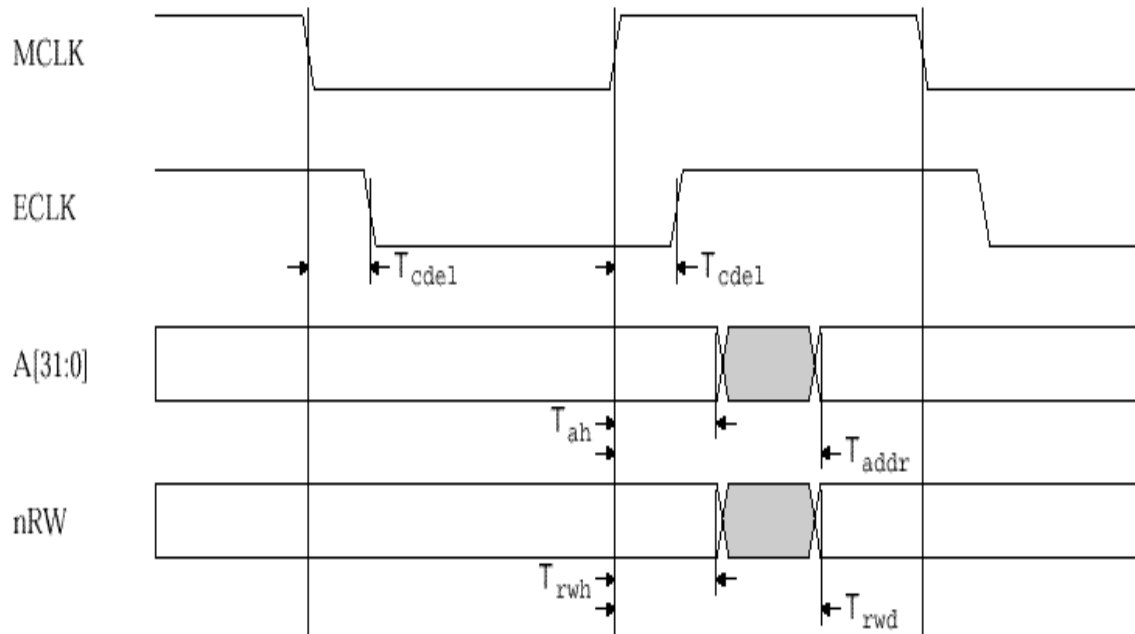 MCLK
ECLK
Tcdel Tcdel
A[31:0]
Tah
Taddr
nRW
Trwh
Trwd